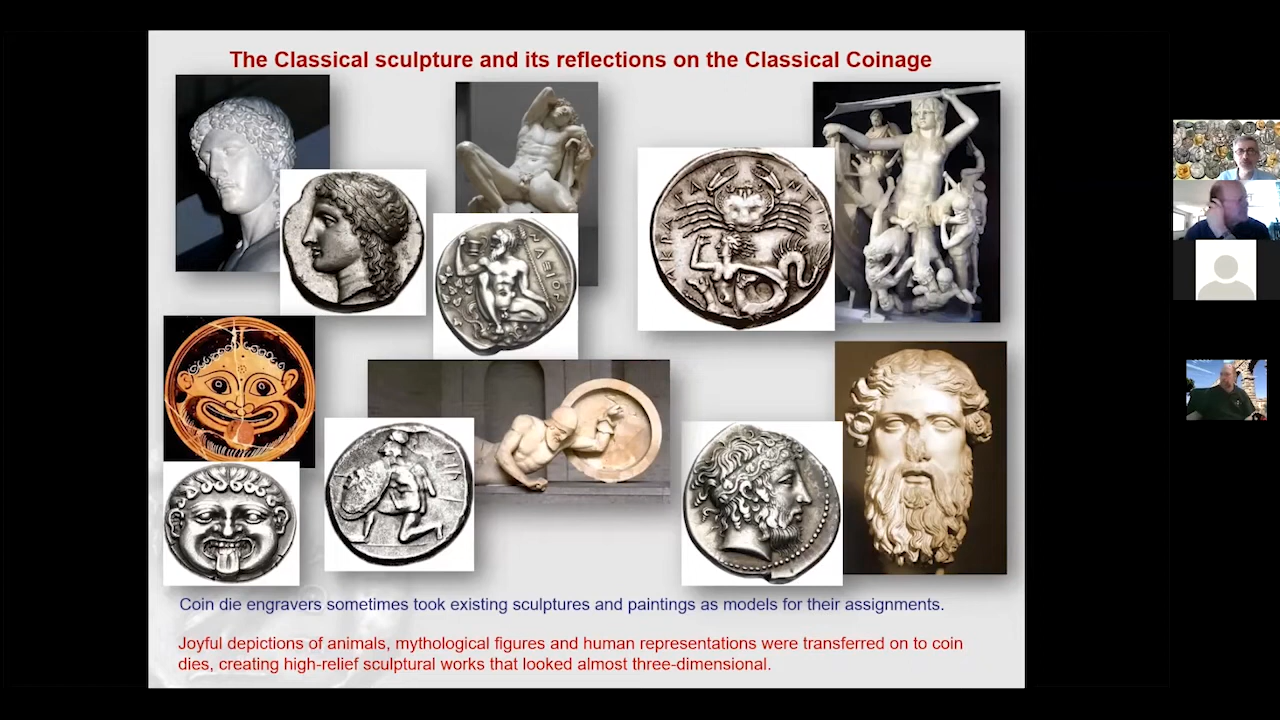 The Classical sculpture and its reflections on the Classical Coinage
Coin die engravers sometimes took existing sculptures and paintings as models for their assignments.
Joyful depictions of animals, mythological figures and human representations were transferred on to coin
dies, creating high-relief sculptural works that looked almost three-dimensional.